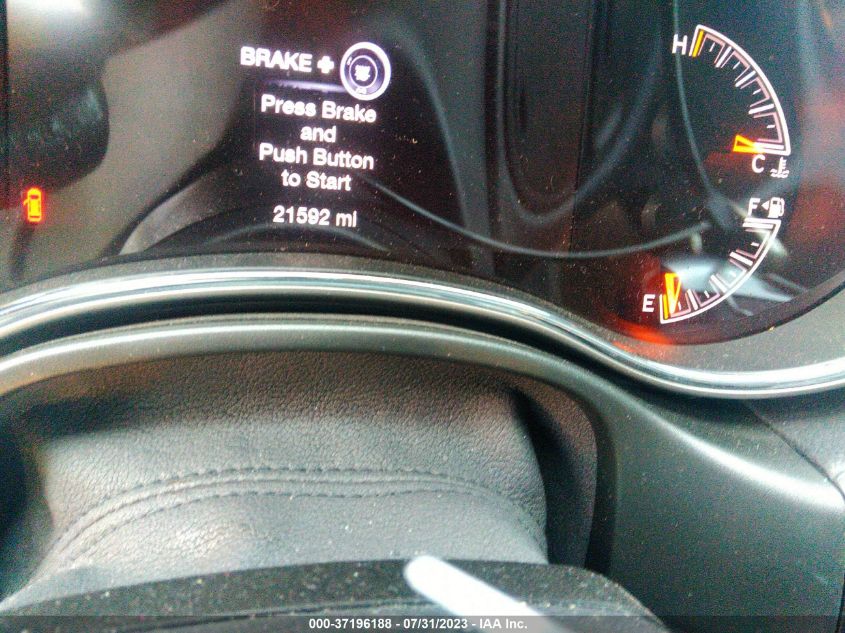 BRAKE +
Press Brake
and
Push Button
to Start
21592 mi
H
C
F
E
000-37196188 - 07/31/2023 - IAA Inc.